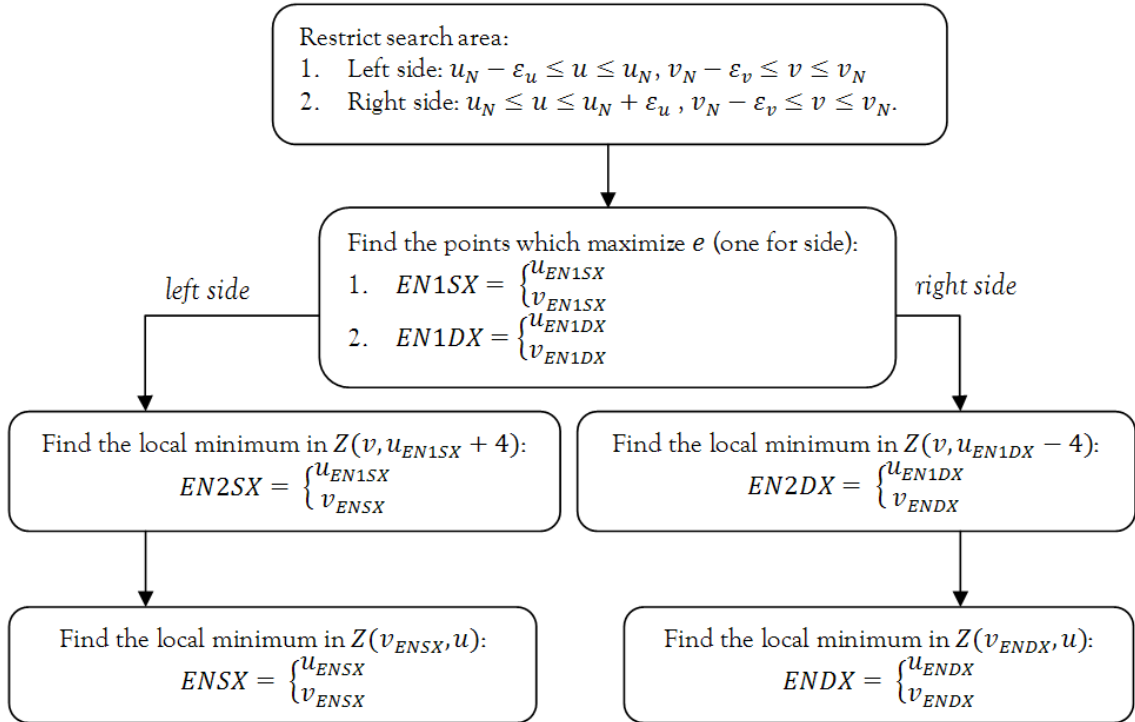 Restrict search area:
1. Left side: u_N − ε_u ≤ u ≤ u_N, v_N − ε_v ≤ v ≤ v_N
2. Right side: u_N ≤ u ≤ u_N + ε_u , v_N − ε_v ≤ v ≤ v_N.
Find the points which maximize e (one for side):
1. EN1SX = {u_EN1SX
v_EN1SX
2. EN1DX = {u_EN1DX
v_EN1DX
left side
right side
Find the local minimum in Z(v, u_EN1SX + 4):
EN2SX = {u_EN1SX
v_ENSX
Find the local minimum in Z(v, u_EN1DX − 4):
EN2DX = {u_EN1DX
v_ENDX
Find the local minimum in Z(v_ENSX, u):
ENSX = {u_ENSX
v_ENSX
Find the local minimum in Z(v_ENDX, u):
ENDX = {u_ENDX
v_ENDX